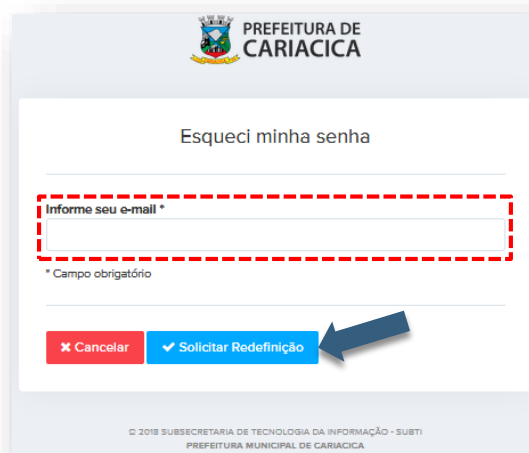 PREFEITURA DE
CARIACICA
Esqueci minha senha
Informe seu e-mail *
* Campo obrigatório
Cancelar
Solicitar Redefinição
© 2018 SUBSECRETARIA DE TECNOLOGIA DA INFORMAÇÃO - SUBTI
PREFEITURA MUNICIPAL DE CARIACICA